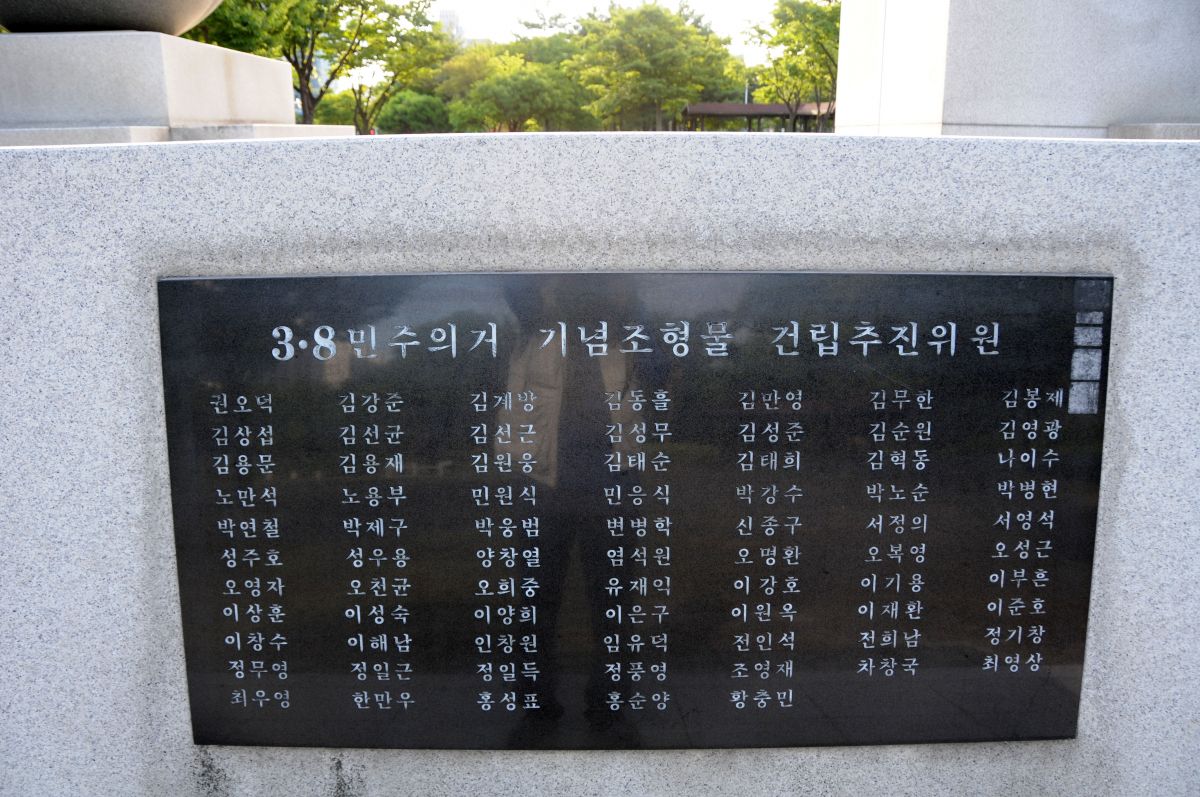 3·8민주의거 기념조형물 건립추진위원
권오덕 김강준 김계방 김동흘 김만영 김무한 김봉제
김상섭 김선균 김선근 김성무 김성준 김순원 김영광
김용문 김용재 김원웅 김태순 김태희 김혁동 나이수
노만석 노용부 민원식 민응식 박강수 박노순 박병현
박연철 박제구 박웅범 변병학 신종구 서정의 서영석
성주호 성우용 양창열 염석원 오명환 오복영 오성근
오영자 오천균 오희중 유재익 이강호 이기용 이부흔
이상훈 이성숙 이양희 이은구 이원옥 이재환 이준호
이창수 이해남 인창원 임유덕 전인석 전희남 정기창
정무영 정일근 정일득 정풍영 조영재 차창국 최영상
최우영 한만우 홍성표 홍순양 황충민